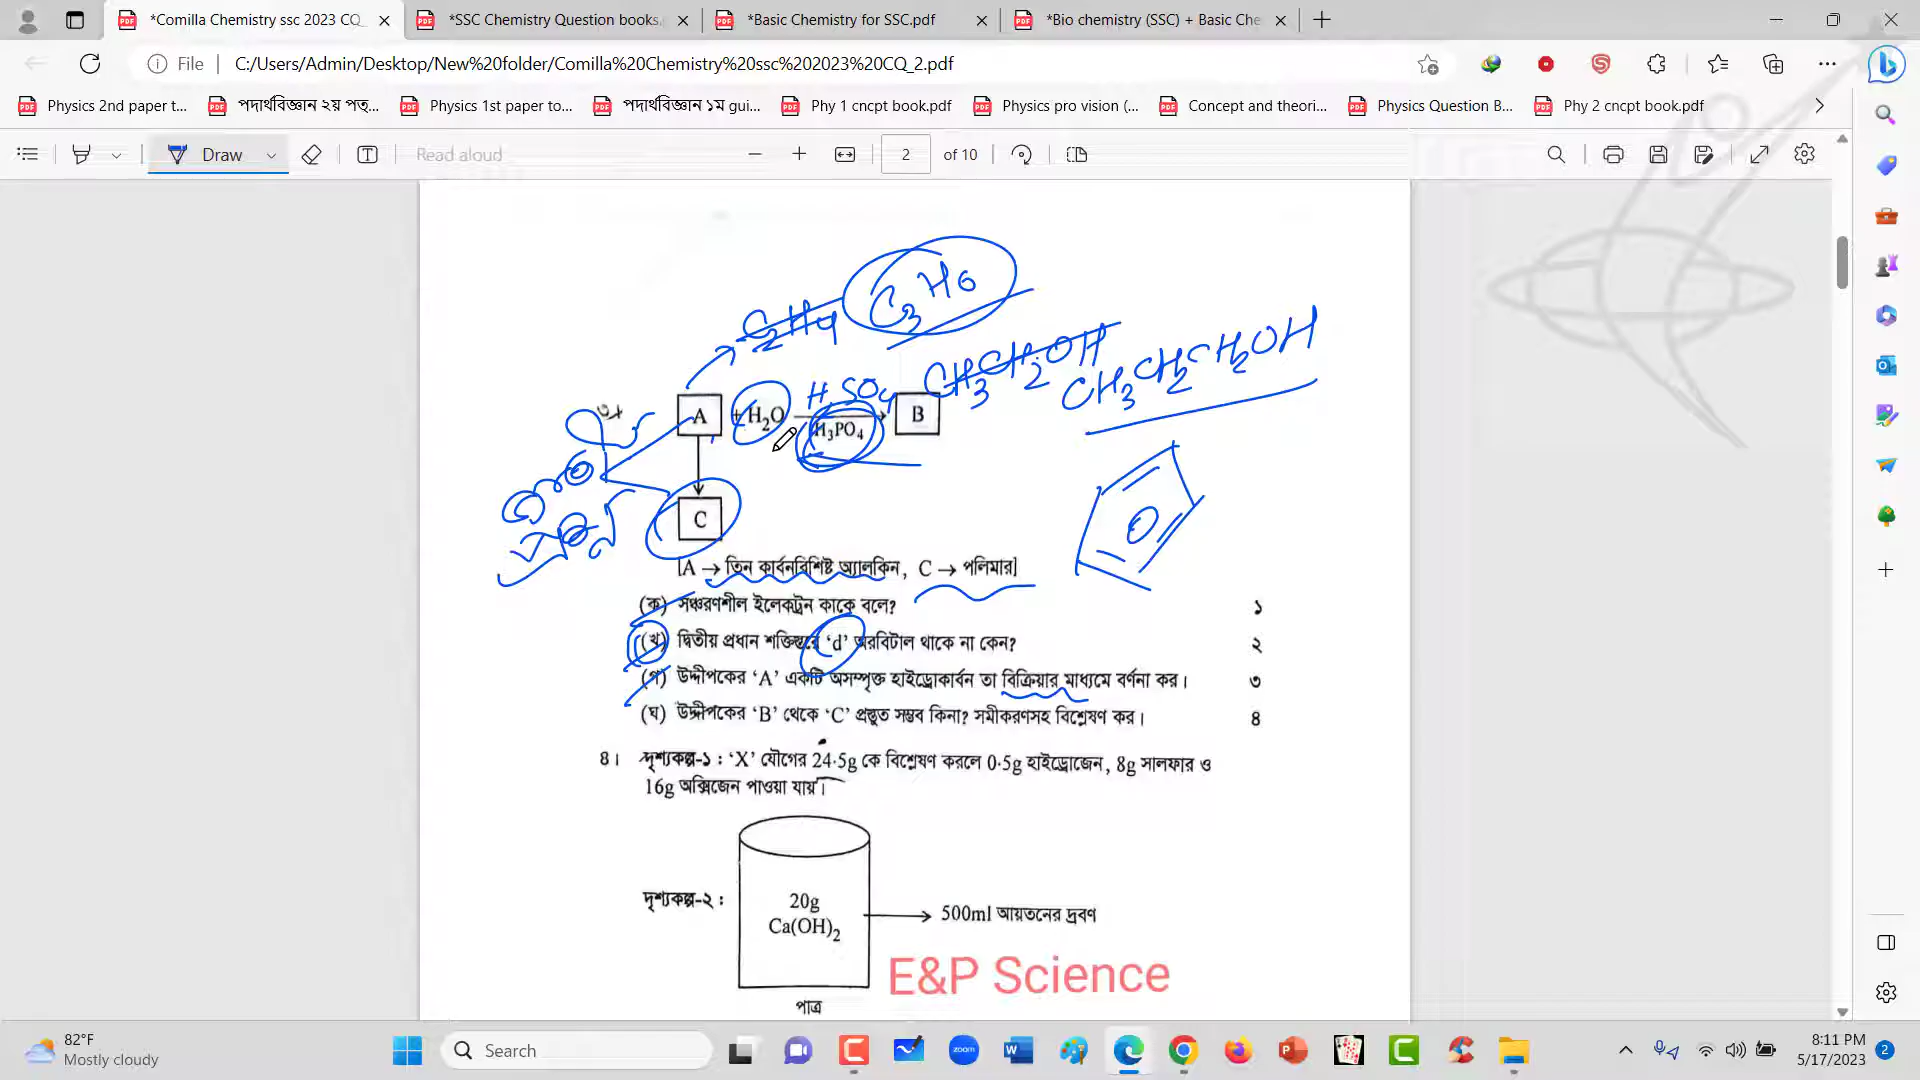 *Comilla Chemistry ssc 2023 CQ_
*SSC Chemistry Question books.
*Basic Chemistry for SSC.pdf
*Bio chemistry (SSC) + Basic Che
File
C:/Users/Admin/Desktop/New%20folder/Comilla%20Chemistry%20ssc%202023%20CQ_2.pdf
Physics 2nd paper t...
পদার্থবিজ্ঞান ২য় পত্...
Physics 1st paper to...
পদার্থবিজ্ঞান ১ম gui...
Phy 1 cncpt book.pdf
Physics pro vision (...
Concept and theori...
Physics Question B...
Phy 2 cncpt book.pdf
Draw
Read aloud
2 of 10
C2H4 C3H6
CH3CH2OH CH3CH2CH2OH
H2SO4
A + H₂O H₃PO₄ B
C
[A → তিন কার্বনবিশিষ্ট অ্যালকিন, C → পলিমার]
(ক) সঞ্চরণশীল ইলেকট্রন কাকে বলে? ১
(খ) দ্বিতীয় প্রধান শক্তিস্তরে ‘d’ অরবিটাল থাকে না কেন? ২
(গ) উদ্দীপকের ‘A’ একটি অসম্পৃক্ত হাইড্রোকার্বন তা বিক্রিয়ার মাধ্যমে বর্ণনা কর। ৩
(ঘ) উদ্দীপকের ‘B’ থেকে ‘C’ প্রস্তুত সম্ভব কিনা? সমীকরণসহ বিশ্লেষণ কর। ৪
৪। দৃশ্যকল্প-১ : ‘X’ যৌগের 24·5g কে বিশ্লেষণ করলে 0·5g হাইড্রোজেন, 8g সালফার ও
16g অক্সিজেন পাওয়া যায়।
দৃশ্যকল্প-২ :
20g
Ca(OH)₂
500ml আয়তনের দ্রবণ
পাত্র
E&P Science
82°F
Mostly cloudy
Search
zoom
8:11 PM
5/17/2023
2